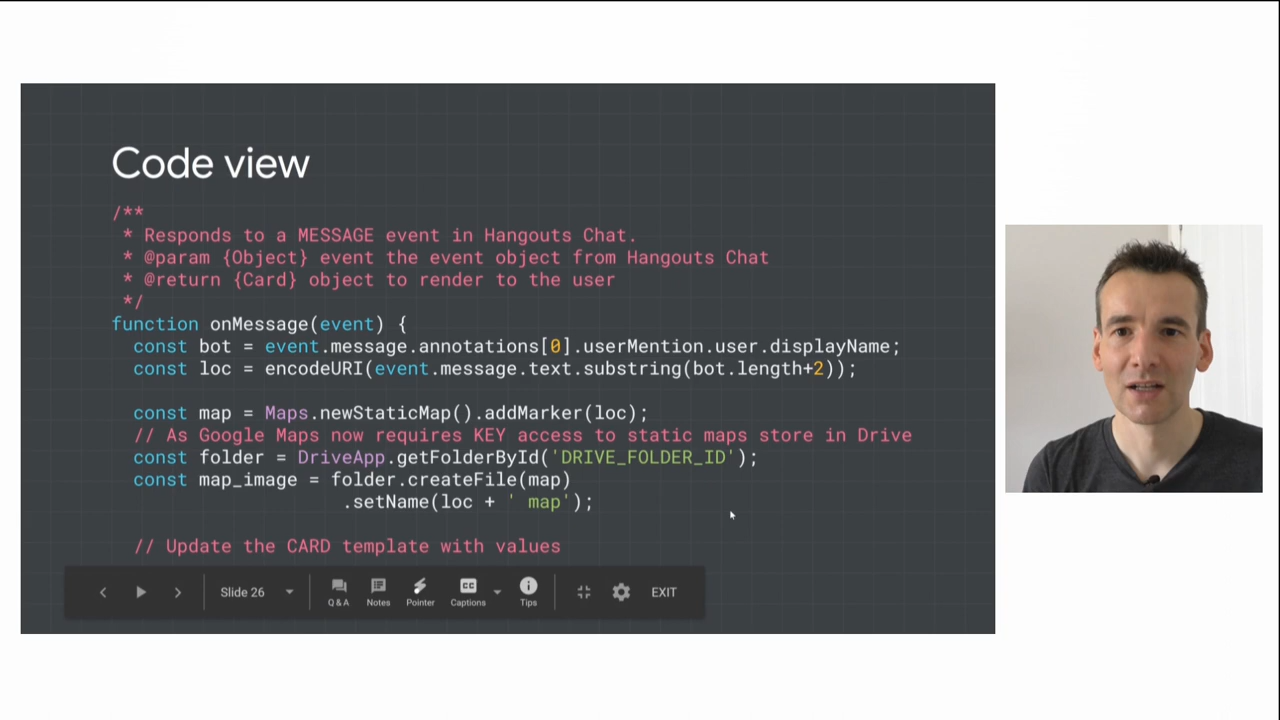 Code view
/**
* Responds to a MESSAGE event in Hangouts Chat.
* @param {Object} event the event object from Hangouts Chat
* @return {Card} object to render to the user
*/
function onMessage(event) {
const bot = event.message.annotations[0].userMention.user.displayName;
const loc = encodeURI(event.message.text.substring(bot.length+2));
const map = Maps.newStaticMap().addMarker(loc);
// As Google Maps now requires KEY access to static maps store in Drive
const folder = DriveApp.getFolderById('DRIVE_FOLDER_ID');
const map_image = folder.createFile(map)
.setName(loc + ' map');
// Update the CARD template with values
Slide 26
Q&A Notes Pointer CC Captions Tips EXIT